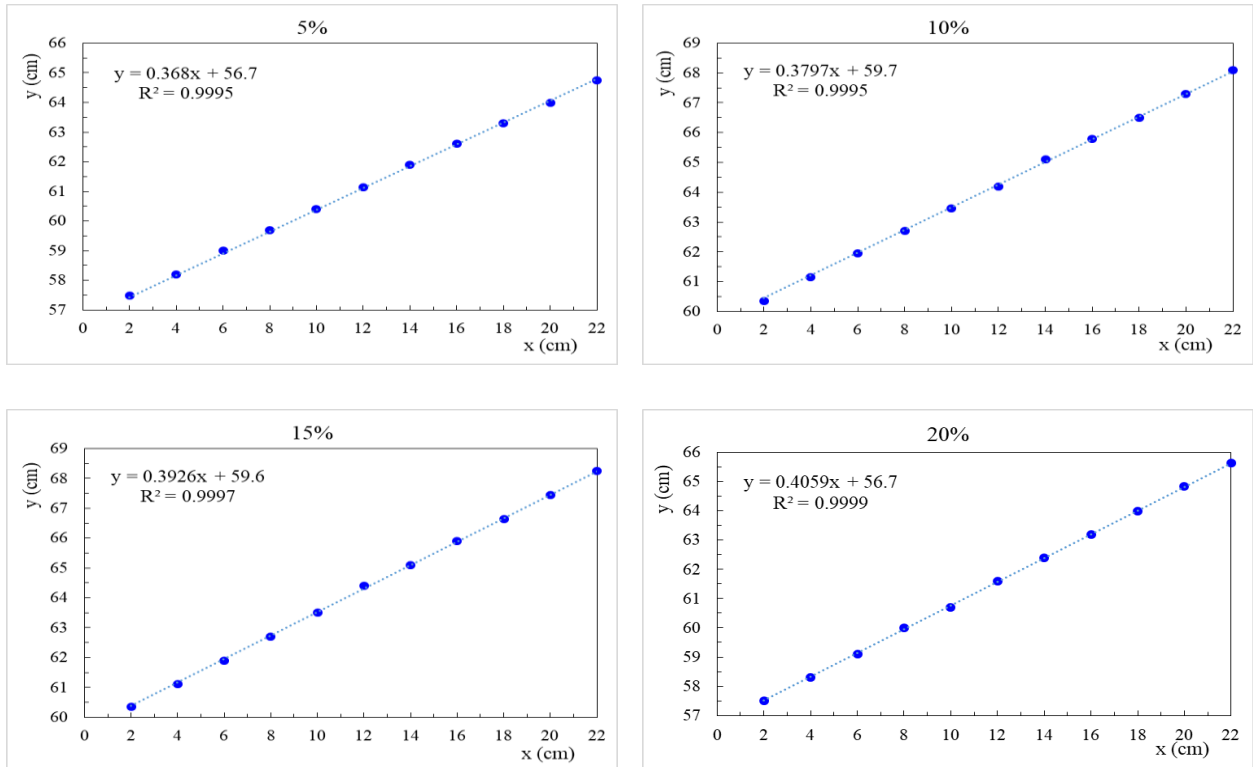 5%
y = 0.368x + 56.7
R² = 0.9995
y (cm)
66
65
64
63
62
61
60
59
58
57
0 2 4 6 8 10 12 14 16 18 20 22
x (cm)
10%
y = 0.3797x + 59.7
R² = 0.9995
y (cm)
69
68
67
66
65
64
63
62
61
60
0 2 4 6 8 10 12 14 16 18 20 22
x (cm)
15%
y = 0.3926x + 59.6
R² = 0.9997
y (cm)
69
68
67
66
65
64
63
62
61
60
0 2 4 6 8 10 12 14 16 18 20 22
x (cm)
20%
y = 0.4059x + 56.7
R² = 0.9999
y (cm)
66
65
64
63
62
61
60
59
58
57
0 2 4 6 8 10 12 14 16 18 20 22
x (cm)